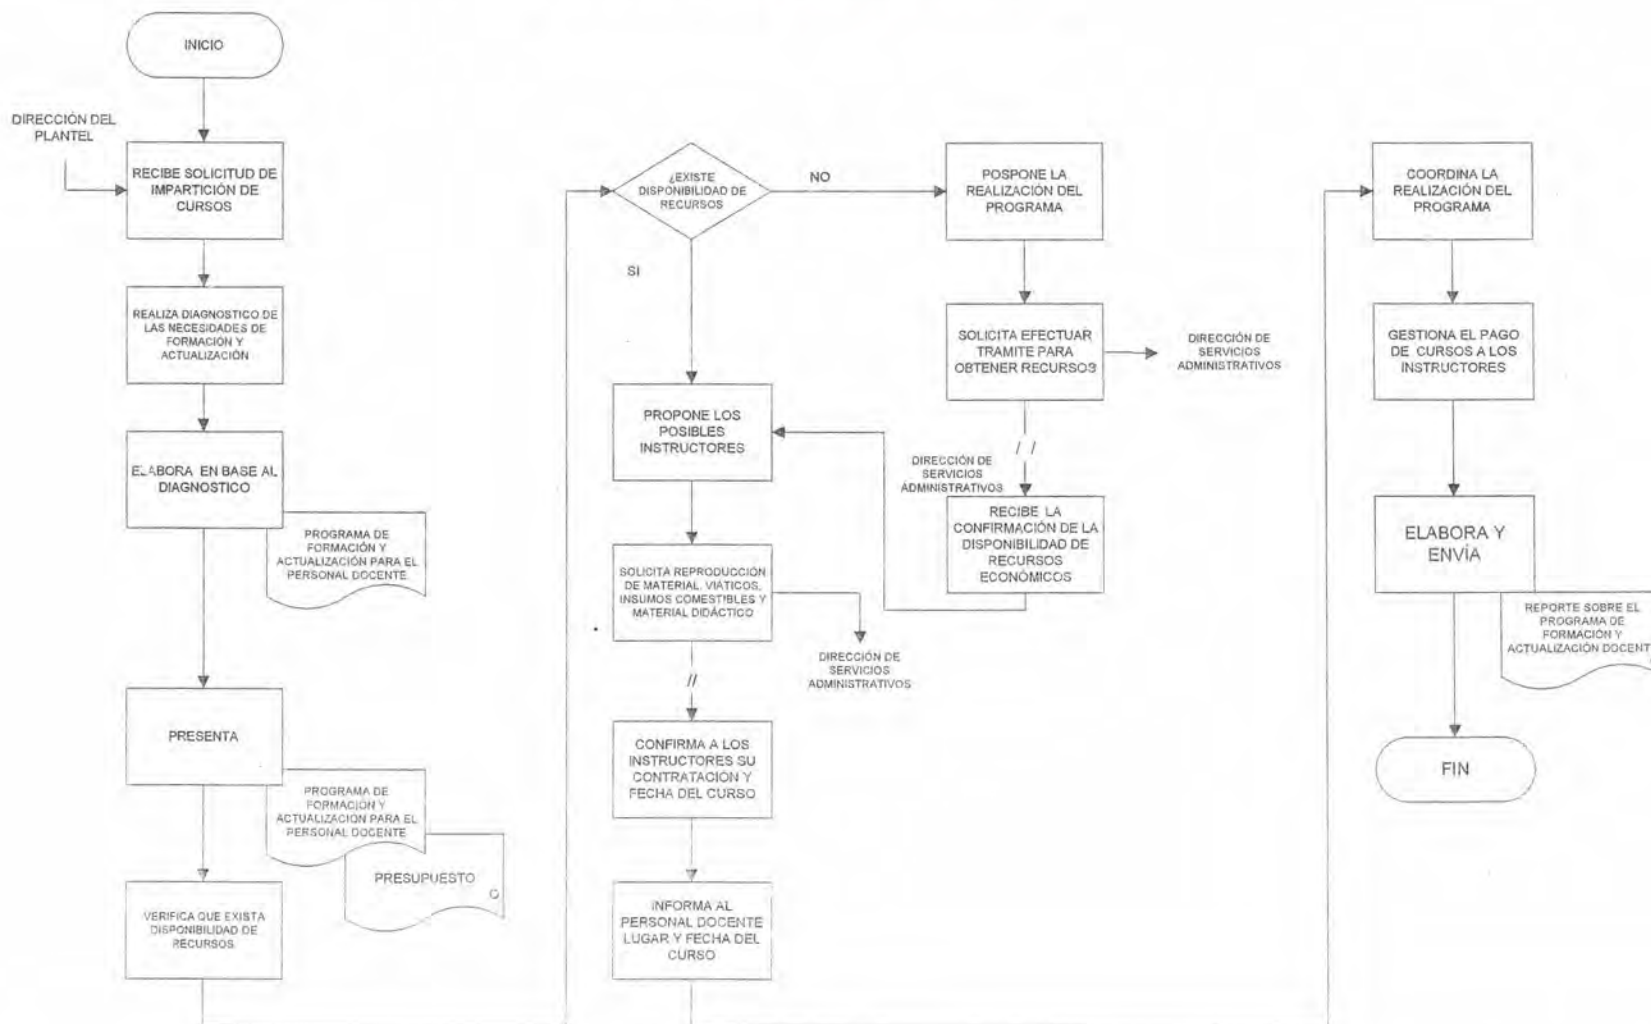 INICIO
DIRECCIÓN DEL
PLANTEL
RECIBE SOLICITUD DE
IMPARTICIÓN DE
CURSOS
REALIZA DIAGNOSTICO DE
LAS NECESIDADES DE
FORMACIÓN Y
ACTUALIZACIÓN
ELABORA EN BASE AL
DIAGNOSTICO
PROGRAMA DE
FORMACIÓN Y
ACTUALIZACIÓN PARA EL
PERSONAL DOCENTE
PRESENTA
PROGRAMA DE
FORMACIÓN Y
ACTUALIZACIÓN PARA EL
PERSONAL DOCENTE
PRESUPUESTO
O
VERIFICA QUE EXISTA
DISPONIBILIDAD DE
RECURSOS
¿EXISTE
DISPONIBILIDAD DE
RECURSOS
NO
SI
PROPONE LOS
POSIBLES
INSTRUCTORES
SOLICITA REPRODUCCIÓN
DE MATERIAL, VIÁTICOS,
INSUMOS COMESTIBLES Y
MATERIAL DIDÁCTICO
DIRECCIÓN DE
SERVICIOS
ADMINISTRATIVOS
//
CONFIRMA A LOS
INSTRUCTORES SU
CONTRATACIÓN Y
FECHA DEL CURSO
INFORMA AL
PERSONAL DOCENTE
LUGAR Y FECHA DEL
CURSO
POSPONE LA
REALIZACIÓN DEL
PROGRAMA
SOLICITA EFECTUAR
TRAMITE PARA
OBTENER RECURSOS
DIRECCIÓN DE
SERVICIOS
ADMINISTRATIVOS
/ /
DIRECCIÓN DE
SERVICIOS
ADMINISTRATIVOS
RECIBE LA
CONFIRMACIÓN DE LA
DISPONIBILIDAD DE
RECURSOS
ECONÓMICOS
COORDINA LA
REALIZACIÓN DEL
PROGRAMA
GESTIONA EL PAGO
DE CURSOS A LOS
INSTRUCTORES
ELABORA Y
ENVÍA
REPORTE SOBRE EL
PROGRAMA DE
FORMACIÓN Y
ACTUALIZACIÓN DOCENT
FIN